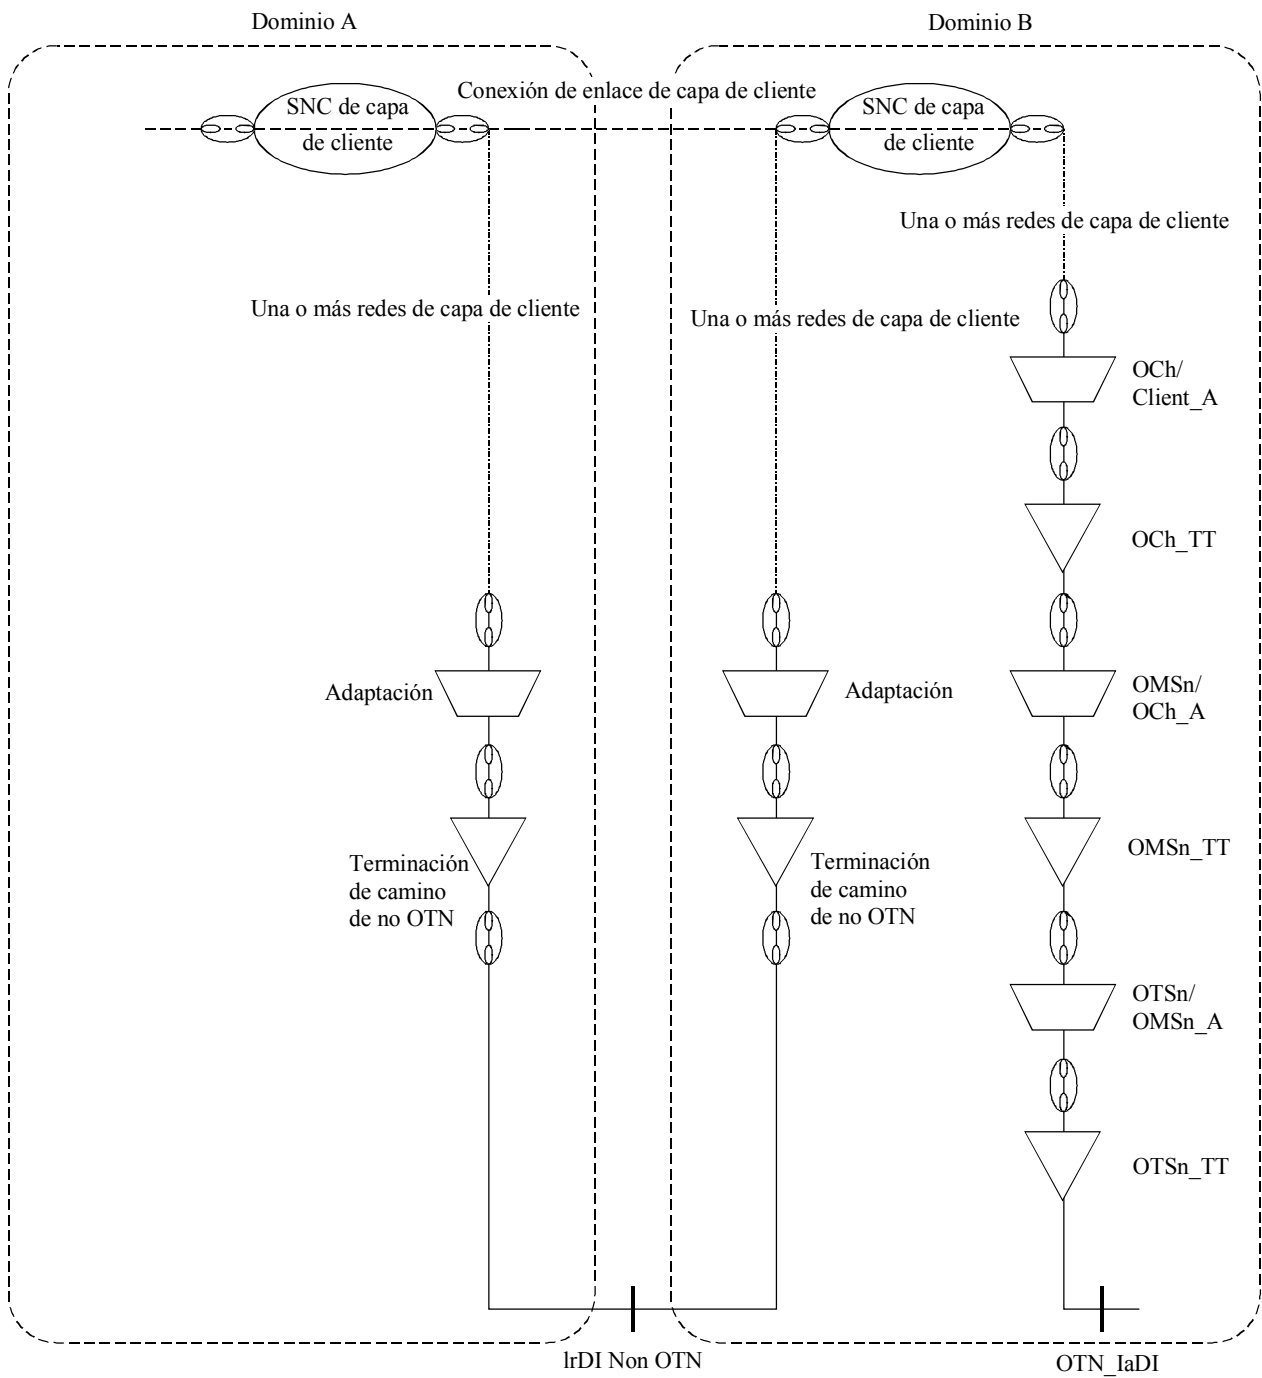 Dominio A
Dominio B
Conexión de enlace de capa de cliente
SNC de capa
de cliente
SNC de capa
de cliente
Una o más redes de capa de cliente
Una o más redes de capa de cliente
Una o más redes de capa de cliente
OCh/
Client_A
OCh_TT
Adaptación
Adaptación
OMSn/
OCh_A
OMSn_TT
Terminación
de camino
de no OTN
Terminación
de camino
de no OTN
OTSn/
OMSn_A
OTSn_TT
IrDI Non OTN
OTN_IaDI